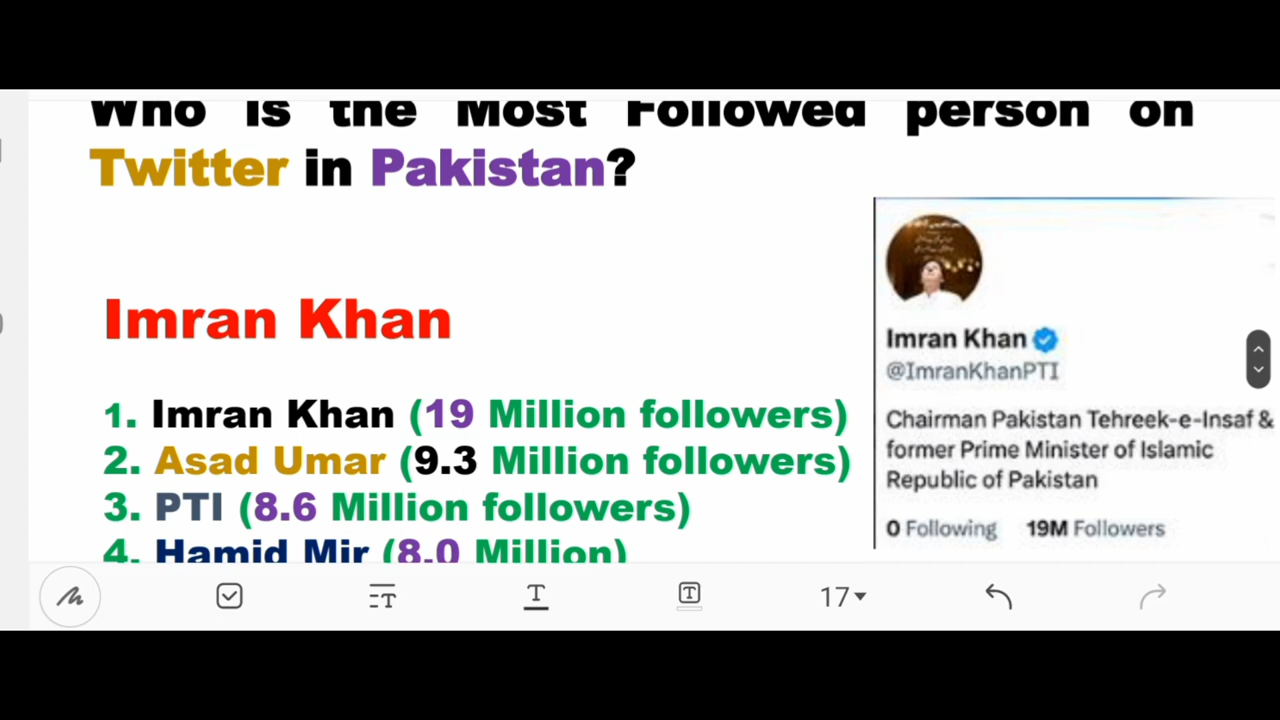 Who is the Most Followed person on
Twitter in Pakistan?
Imran Khan
1. Imran Khan (19 Million followers)
2. Asad Umar (9.3 Million followers)
3. PTI (8.6 Million followers)
4. Hamid Mir (8.0 Million)
Imran Khan
@ImranKhanPTI
Chairman Pakistan Tehreek-e-Insaf &
former Prime Minister of Islamic
Republic of Pakistan
0 Following 19M Followers
17